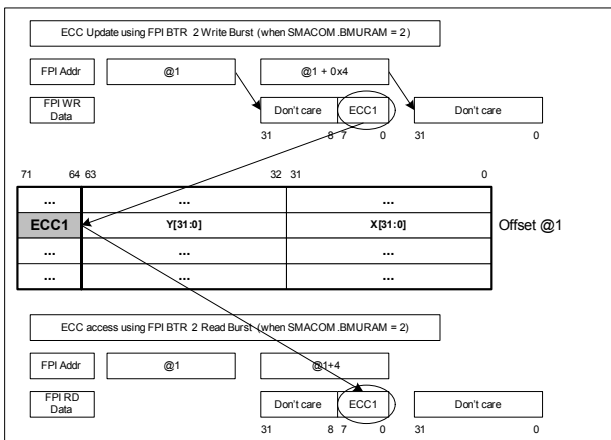 ECC Update using FPI BTR 2 Write Burst (when SMACOM.BMURAM = 2)
FPI Addr @1 @1 + 0x4
FPI WR Data Don't care ECC1 Don't care
31 8 7 0 31 0
71 64 63 32 31 0
... ... ...
ECC1 Y[31:0] X[31:0] Offset @1
... ... ...
... ... ...
ECC access using FPI BTR 2 Read Burst (when SMACOM.BMURAM = 2)
FPI Addr @1 @1+4
FPI RD Data Don't care ECC1 Don't care
31 8 7 0 31 0